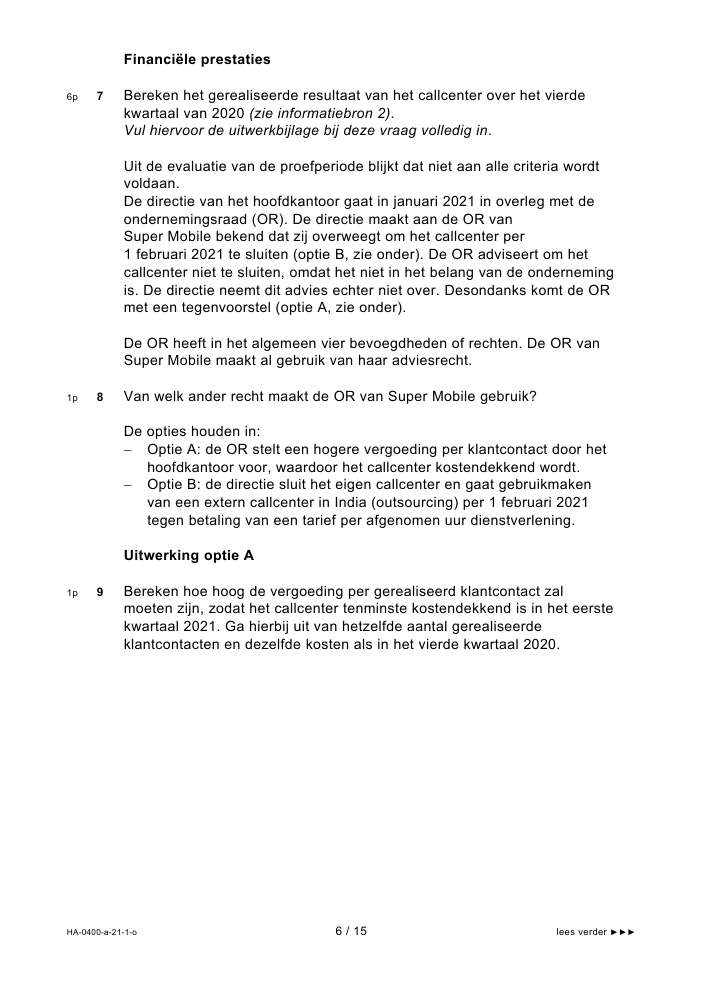 Financiële prestaties
6p 7 Bereken het gerealiseerde resultaat van het callcenter over het vierde
kwartaal van 2020 (zie informatiebron 2).
Vul hiervoor de uitwerkbijlage bij deze vraag volledig in.
Uit de evaluatie van de proefperiode blijkt dat niet aan alle criteria wordt
voldaan.
De directie van het hoofdkantoor gaat in januari 2021 in overleg met de
ondernemingsraad (OR). De directie maakt aan de OR van
Super Mobile bekend dat zij overweegt om het callcenter per
1 februari 2021 te sluiten (optie B, zie onder). De OR adviseert om het
callcenter niet te sluiten, omdat het niet in het belang van de onderneming
is. De directie neemt dit advies echter niet over. Desondanks komt de OR
met een tegenvoorstel (optie A, zie onder).
De OR heeft in het algemeen vier bevoegdheden of rechten. De OR van
Super Mobile maakt al gebruik van haar adviesrecht.
1p 8 Van welk ander recht maakt de OR van Super Mobile gebruik?
De opties houden in:
– Optie A: de OR stelt een hogere vergoeding per klantcontact door het
hoofdkantoor voor, waardoor het callcenter kostendekkend wordt.
– Optie B: de directie sluit het eigen callcenter en gaat gebruikmaken
van een extern callcenter in India (outsourcing) per 1 februari 2021
tegen betaling van een tarief per afgenomen uur dienstverlening.
Uitwerking optie A
1p 9 Bereken hoe hoog de vergoeding per gerealiseerd klantcontact zal
moeten zijn, zodat het callcenter tenminste kostendekkend is in het eerste
kwartaal 2021. Ga hierbij uit van hetzelfde aantal gerealiseerde
klantcontacten en dezelfde kosten als in het vierde kwartaal 2020.
HA-0400-a-21-1-o 6 / 15 lees verder ►►►